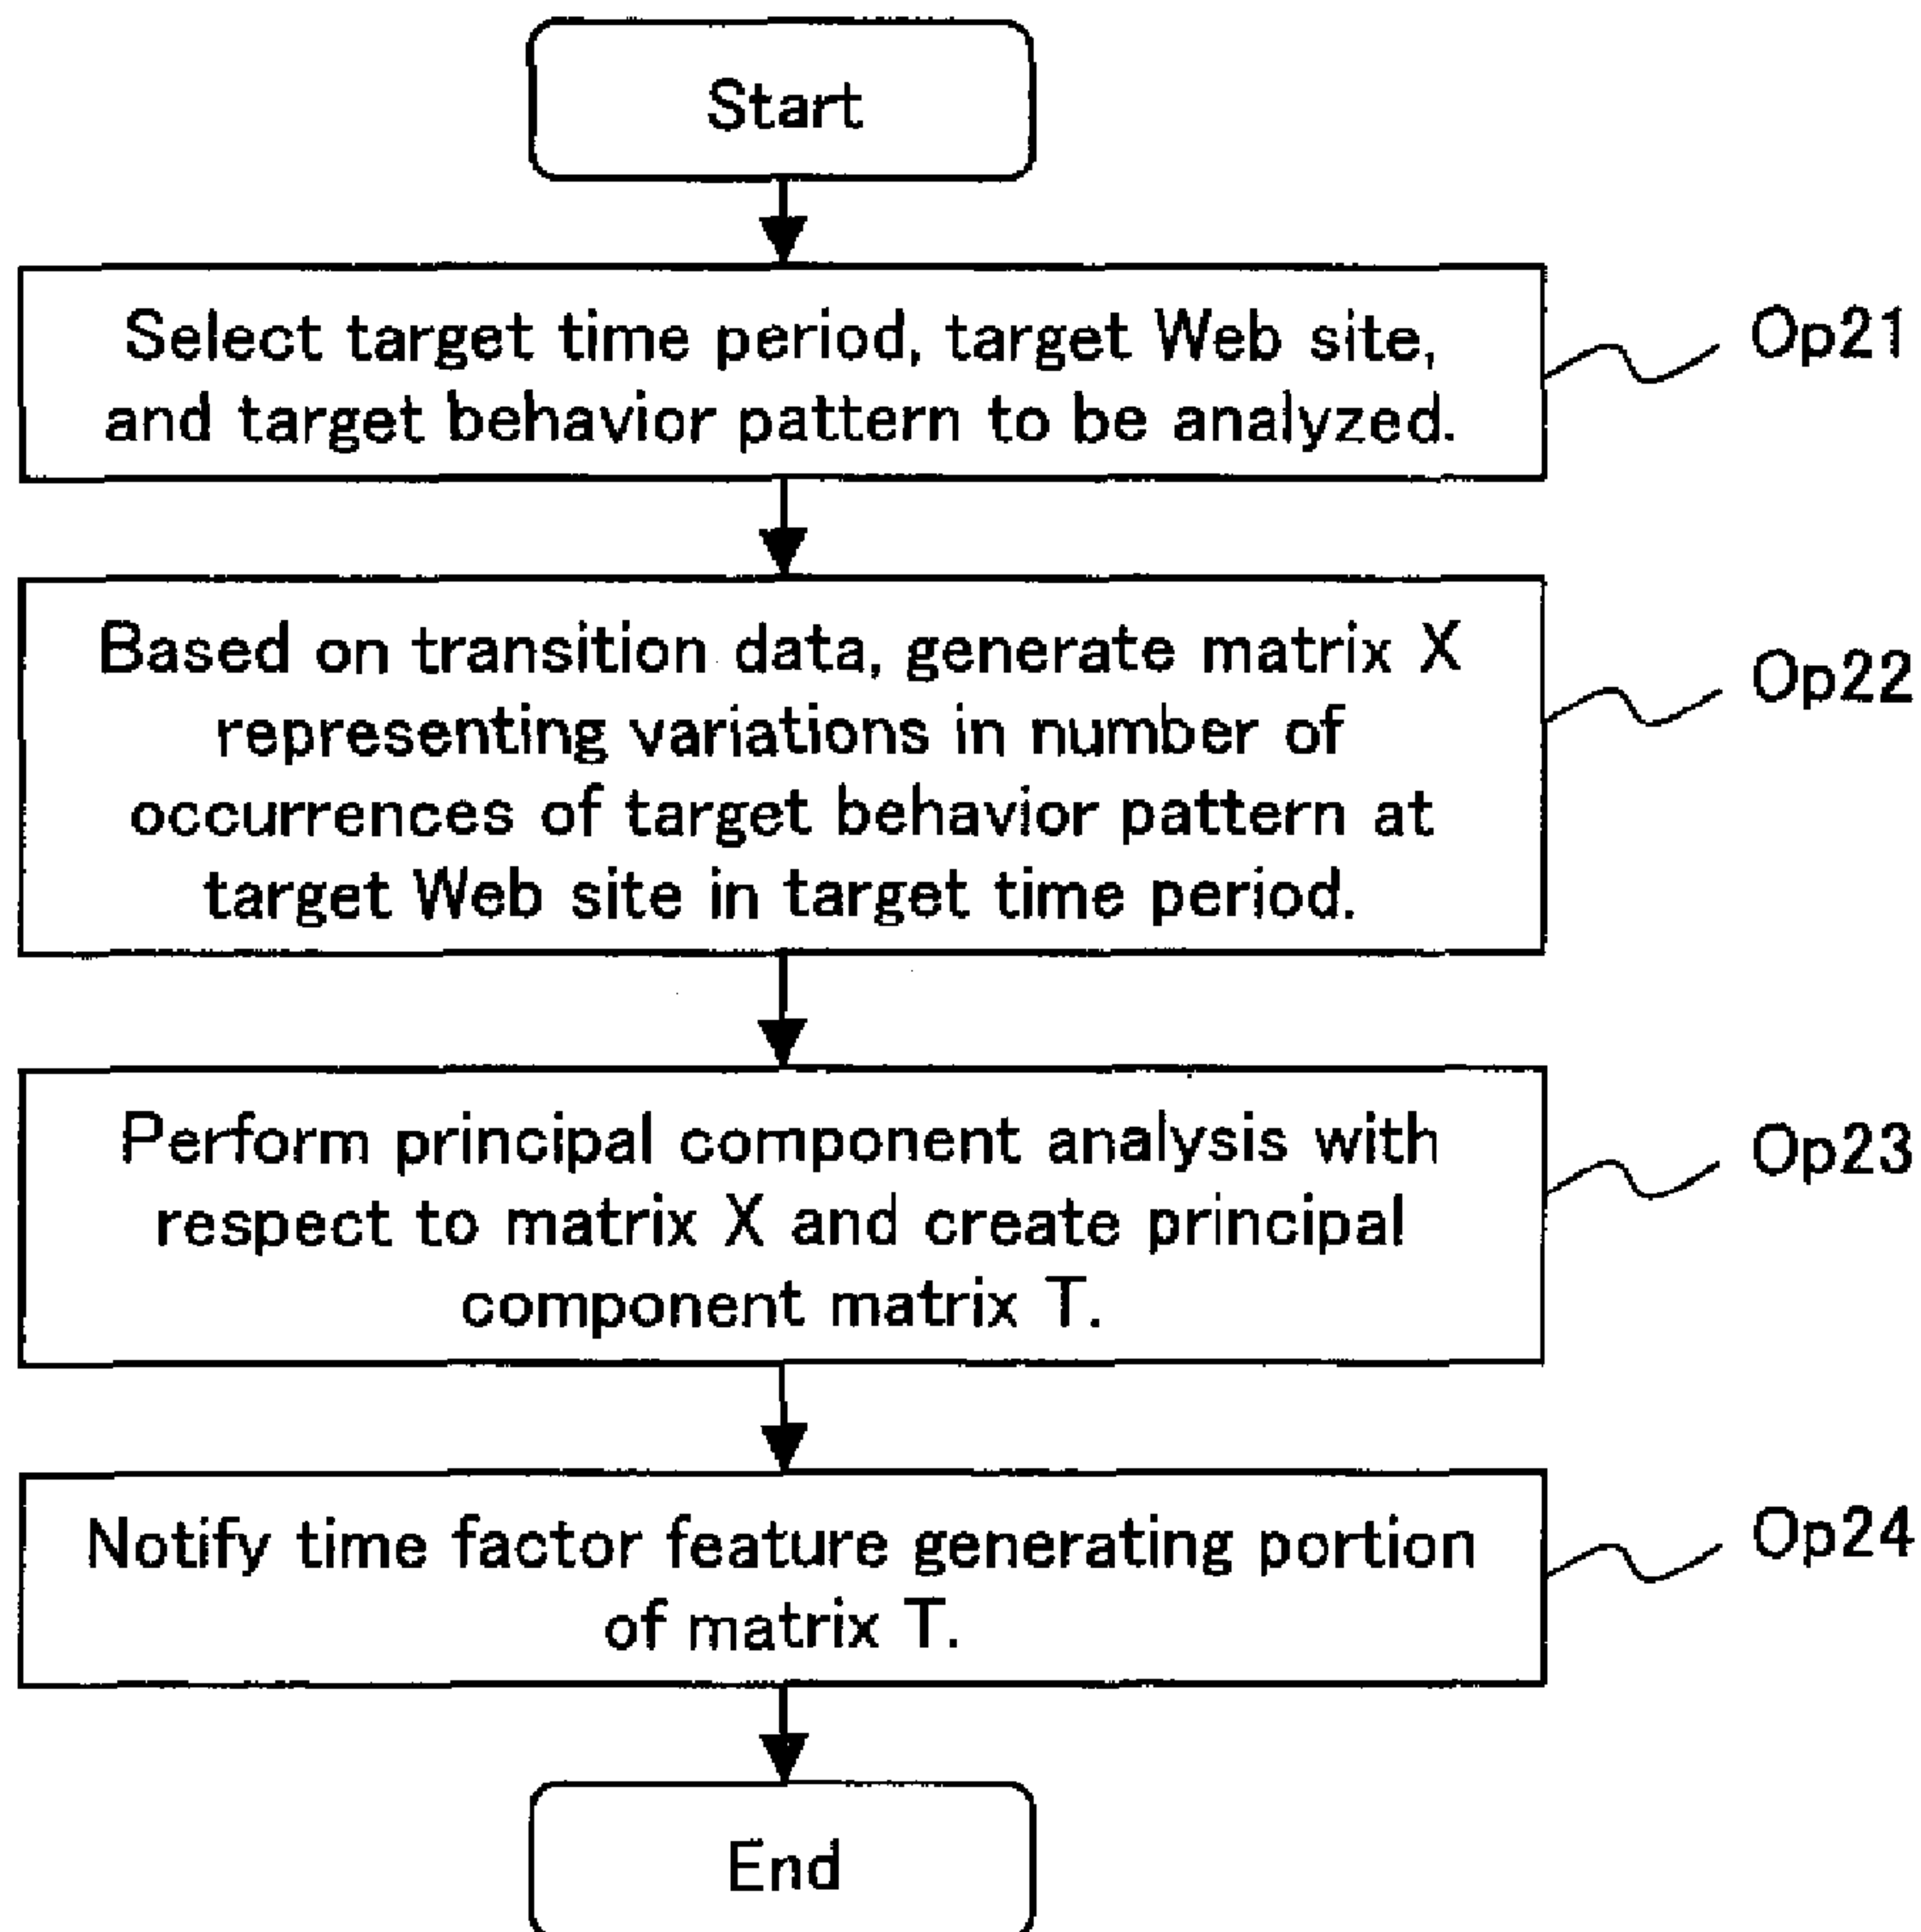 Start
Select target time period, target Web site,
and target behavior pattern to be analyzed.
Op21
Based on transition data, generate matrix X
representing variations in number of
occurrences of target behavior pattern at
target Web site in target time period.
Op22
Perform principal component analysis with
respect to matrix X and create principal
component matrix T.
Op23
Notify time factor feature generating portion
of matrix T.
Op24
End